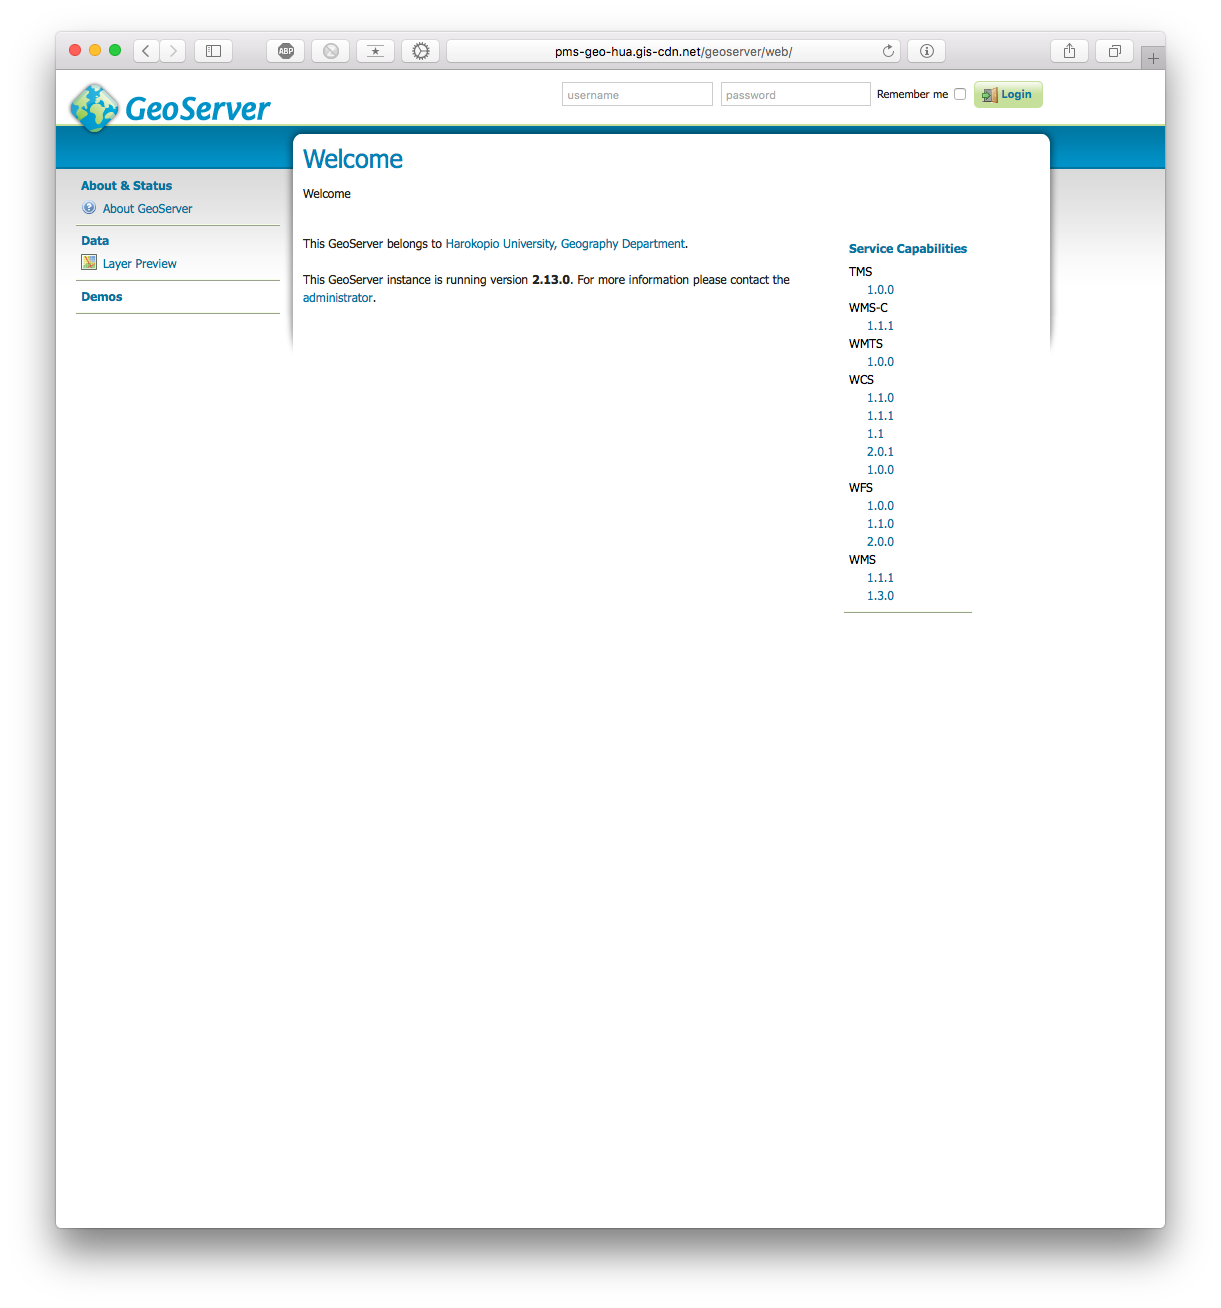 ABP
pms-geo-hua.gis-cdn.net/geoserver/web/
GeoServer
username
password
Remember me
Login
Welcome
About & Status
About GeoServer
Data
Layer Preview
Demos
Welcome
This GeoServer belongs to Harokopio University, Geography Department.
This GeoServer instance is running version 2.13.0. For more information please contact the
administrator.
Service Capabilities
TMS
1.0.0
WMS-C
1.1.1
WMTS
1.0.0
WCS
1.1.0
1.1.1
1.1
2.0.1
1.0.0
WFS
1.0.0
1.1.0
2.0.0
WMS
1.1.1
1.3.0